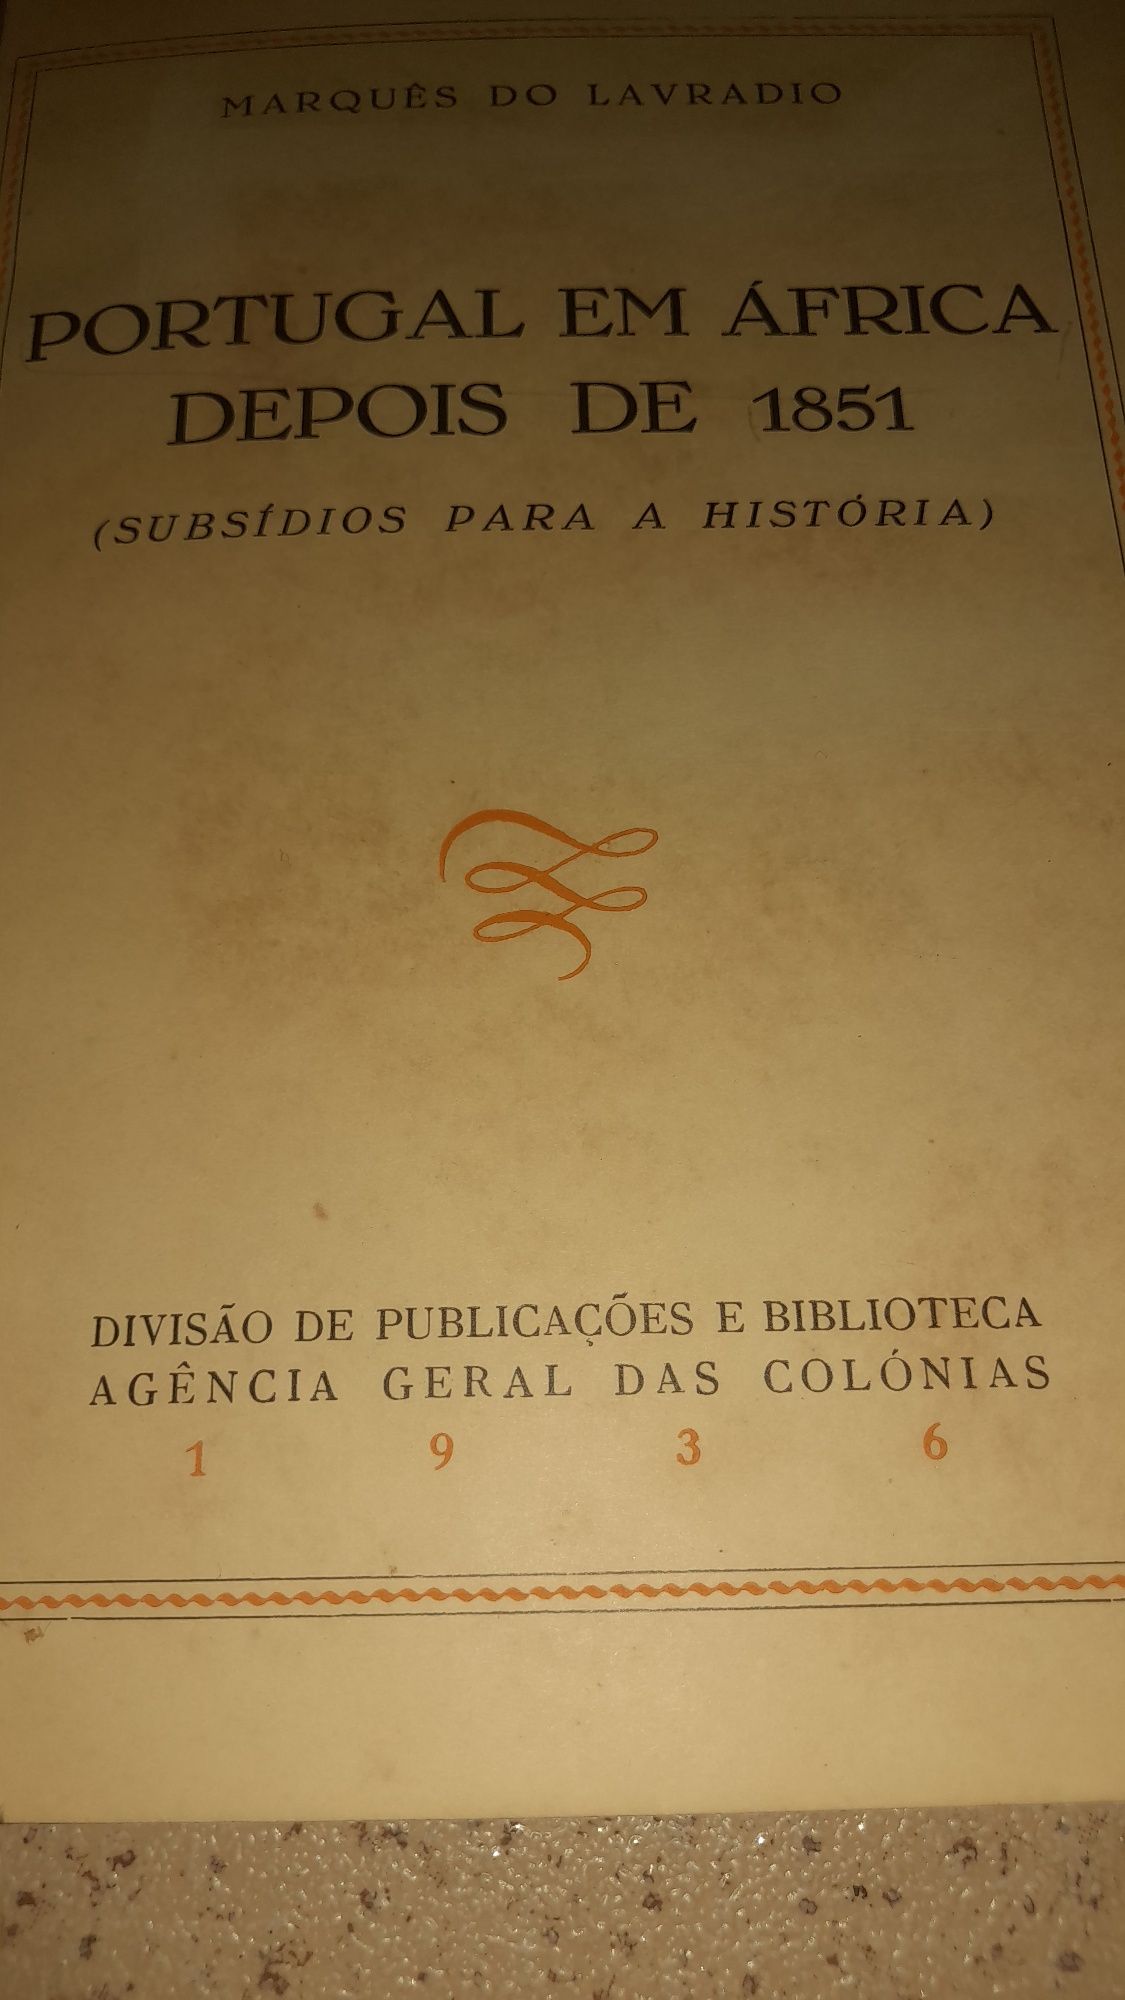 MARQUÊS DO LAVRADIO
PORTUGAL EM ÁFRICA
DEPOIS DE 1851
(SUBSÍDIOS PARA A HISTÓRIA)
DIVISÃO DE PUBLICAÇÕES E BIBLIOTECA
AGÊNCIA GERAL DAS COLÓNIAS
1 9 3 6